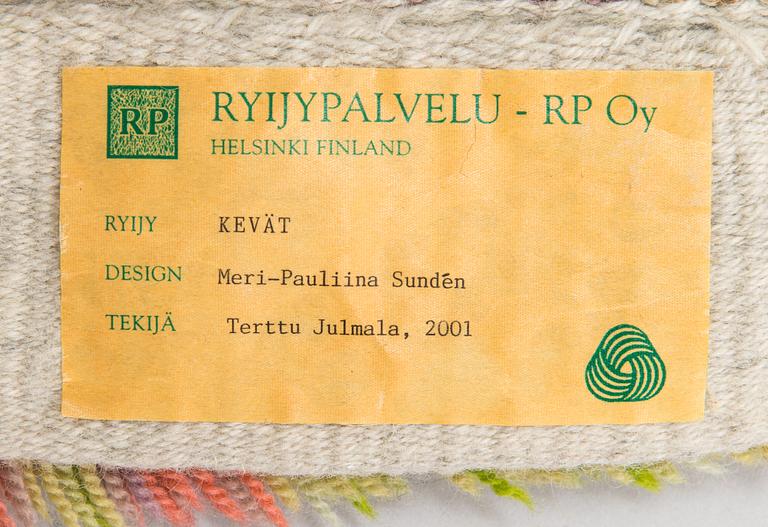 RP
RYIJYPALVELU - RP Oy
HELSINKI FINLAND
RYIJY KEVÄT
DESIGN Meri-Pauliina Sundén
TEKIJÄ Terttu Julmala, 2001